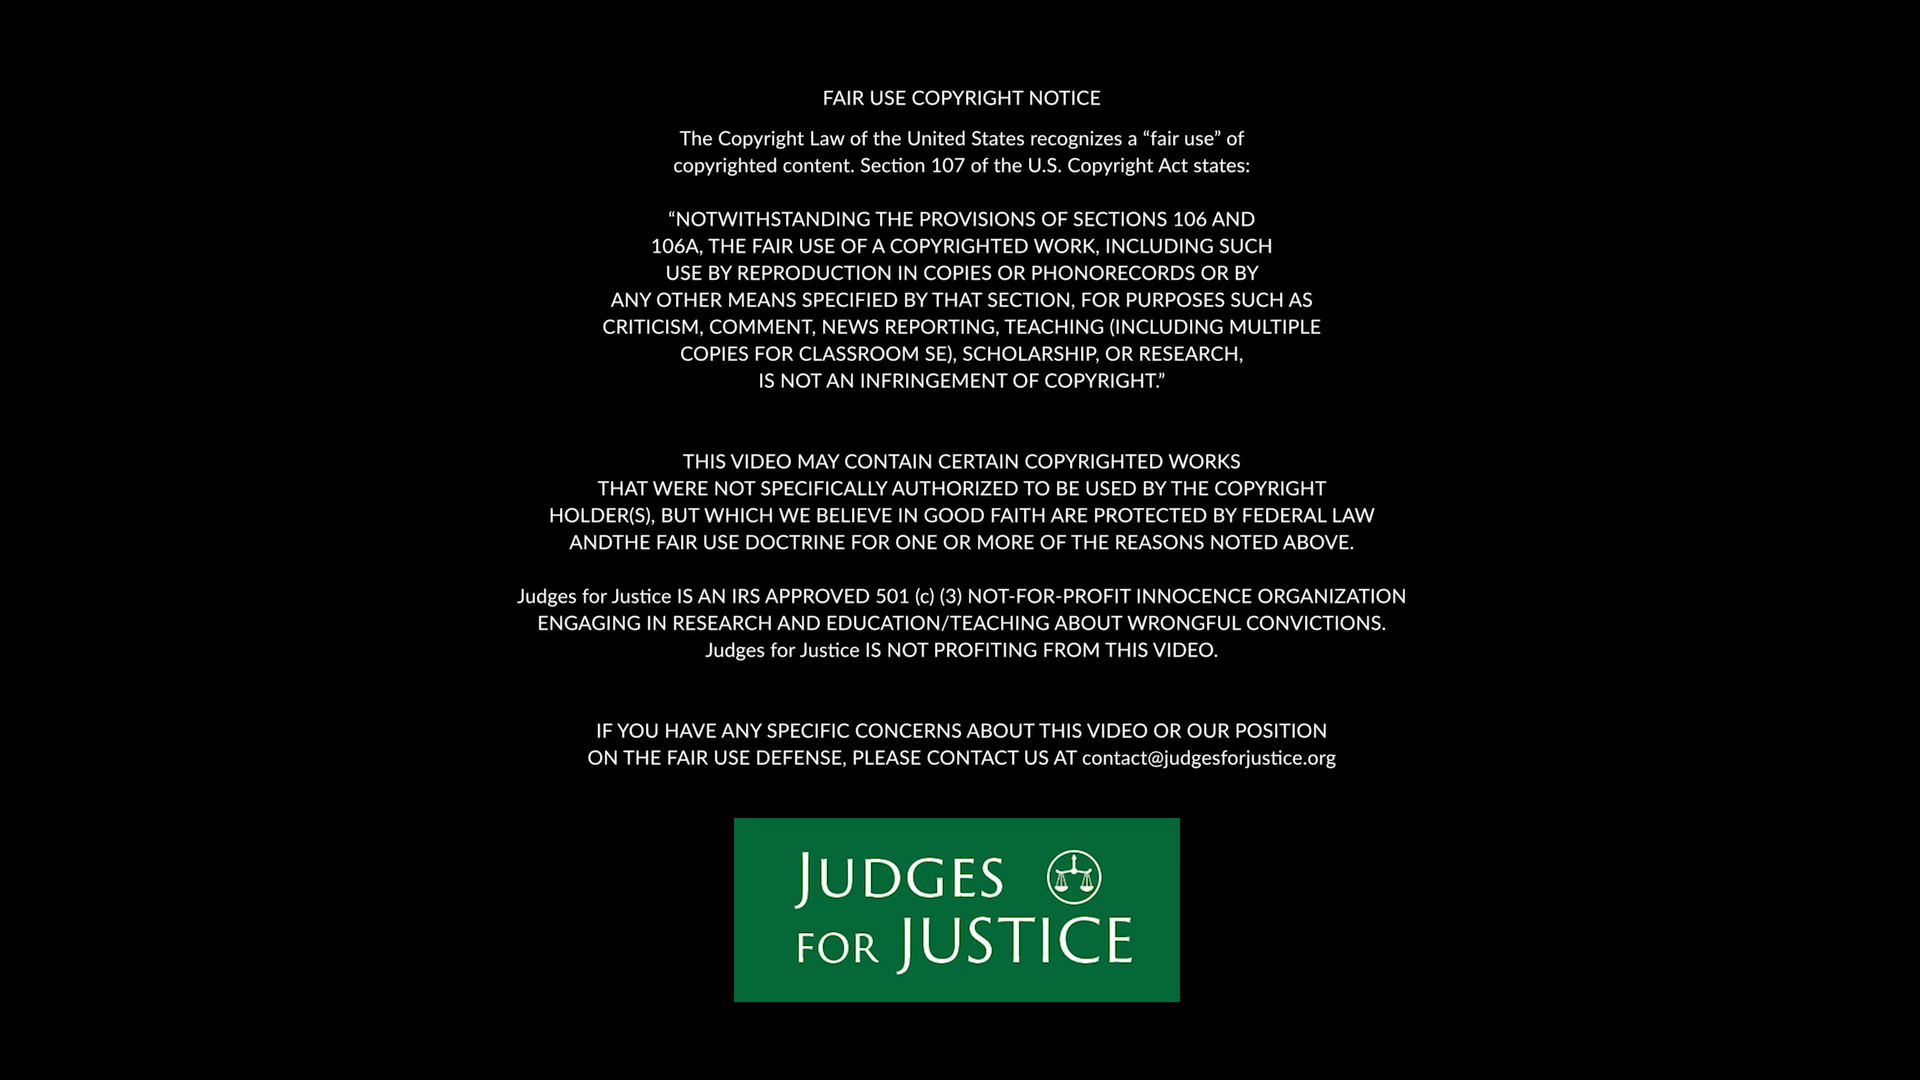 FAIR USE COPYRIGHT NOTICE
The Copyright Law of the United States recognizes a “fair use” of
copyrighted content. Section 107 of the U.S. Copyright Act states:
“NOTWITHSTANDING THE PROVISIONS OF SECTIONS 106 AND
106A, THE FAIR USE OF A COPYRIGHTED WORK, INCLUDING SUCH
USE BY REPRODUCTION IN COPIES OR PHONORECORDS OR BY
ANY OTHER MEANS SPECIFIED BY THAT SECTION, FOR PURPOSES SUCH AS
CRITICISM, COMMENT, NEWS REPORTING, TEACHING (INCLUDING MULTIPLE
COPIES FOR CLASSROOM SE), SCHOLARSHIP, OR RESEARCH,
IS NOT AN INFRINGEMENT OF COPYRIGHT.”
THIS VIDEO MAY CONTAIN CERTAIN COPYRIGHTED WORKS
THAT WERE NOT SPECIFICALLY AUTHORIZED TO BE USED BY THE COPYRIGHT
HOLDER(S), BUT WHICH WE BELIEVE IN GOOD FAITH ARE PROTECTED BY FEDERAL LAW
ANDTHE FAIR USE DOCTRINE FOR ONE OR MORE OF THE REASONS NOTED ABOVE.
Judges for Justice IS AN IRS APPROVED 501 (c) (3) NOT-FOR-PROFIT INNOCENCE ORGANIZATION
ENGAGING IN RESEARCH AND EDUCATION/TEACHING ABOUT WRONGFUL CONVICTIONS.
Judges for Justice IS NOT PROFITING FROM THIS VIDEO.
IF YOU HAVE ANY SPECIFIC CONCERNS ABOUT THIS VIDEO OR OUR POSITION
ON THE FAIR USE DEFENSE, PLEASE CONTACT US AT contact@judgesforjustice.org
JUDGES
FOR JUSTICE